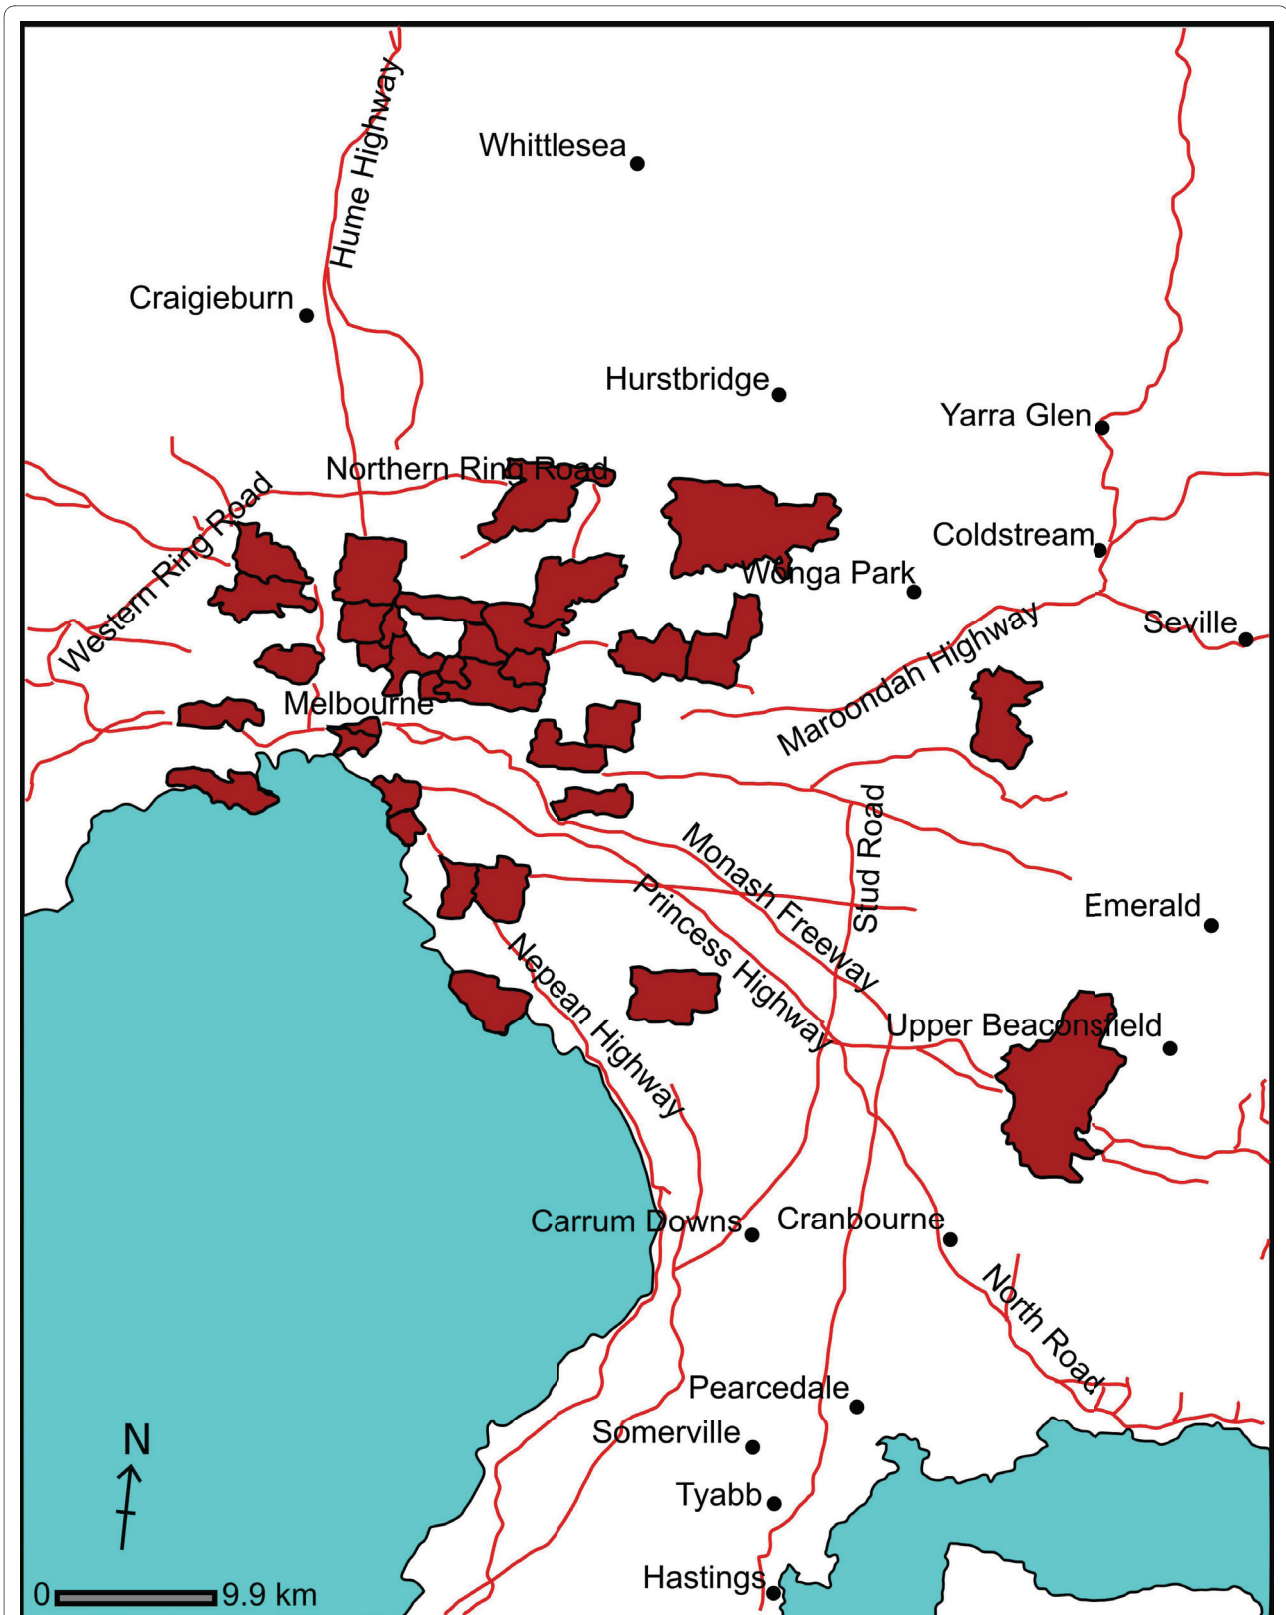 Hume Highway
Whittlesea
Craigieburn
Hurstbridge
Yarra Glen
Northern Ring Road
Western Ring Road
Coldstream
Wonga Park
Seville
Maroondah Highway
Melbourne
Stud Road
Monash Freeway
Princess Highway
Emerald
Nepean Highway
Upper Beaconsfield
Carrum Downs
Cranbourne
North Road
Pearcedale
Somerville
N
Tyabb
Hastings
0 9.9 km